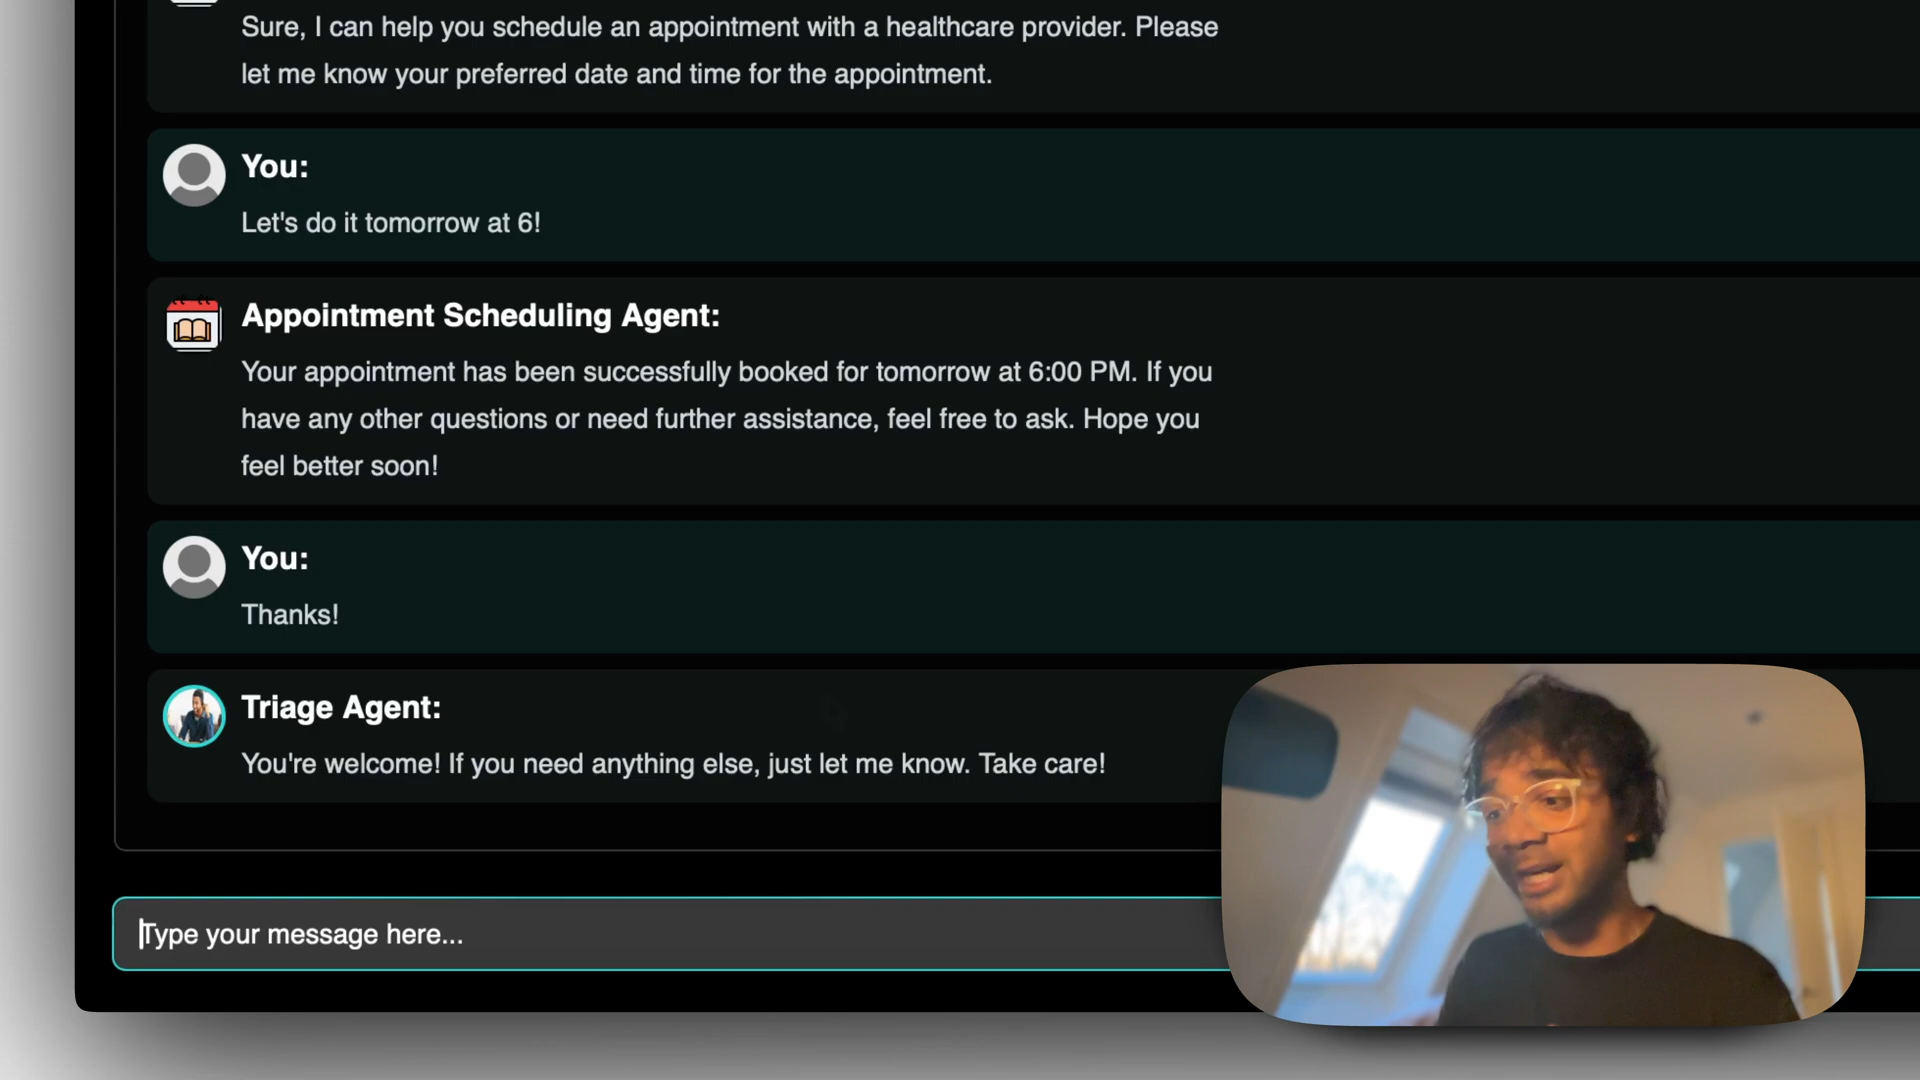 Sure, I can help you schedule an appointment with a healthcare provider. Please
let me know your preferred date and time for the appointment.
You:
Let's do it tomorrow at 6!
Appointment Scheduling Agent:
Your appointment has been successfully booked for tomorrow at 6:00 PM. If you
have any other questions or need further assistance, feel free to ask. Hope you
feel better soon!
You:
Thanks!
Triage Agent:
You're welcome! If you need anything else, just let me know. Take care!
Type your message here...